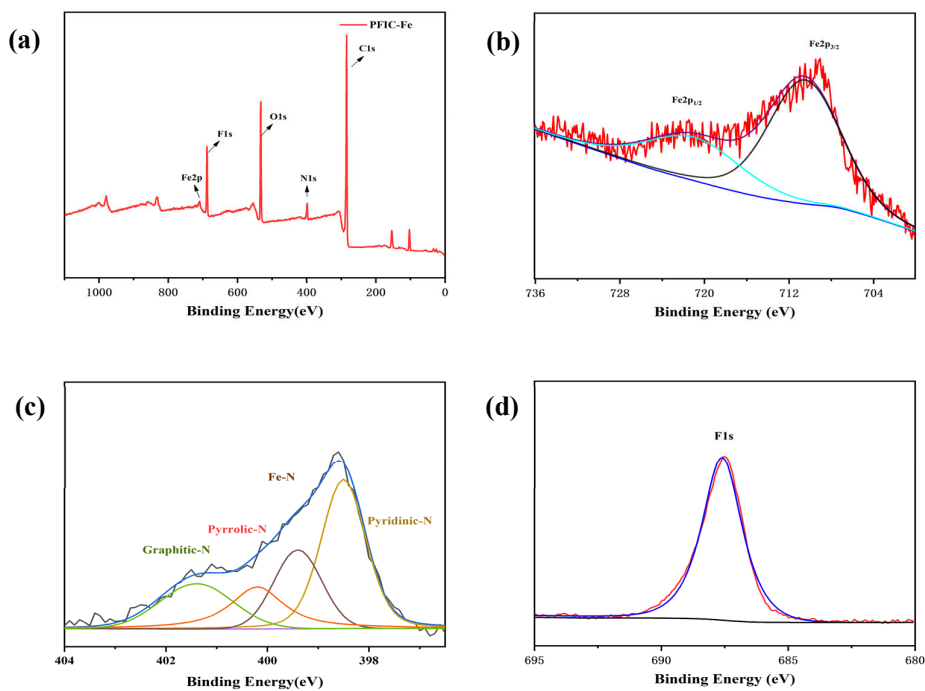 (a)
PFIC-Fe
C1s
O1s
F1s
Fe2p
N1s
1000 800 600 400 200 0
Binding Energy(eV)
(b)
Fe2p3/2
Fe2p1/2
736 728 720 712 704
Binding Energy (eV)
(c)
Fe-N
Pyrrolic-N
Pyridinic-N
Graphitic-N
404 402 400 398
Binding Energy (eV)
(d)
F1s
695 690 685 680
Binding Energy (eV)